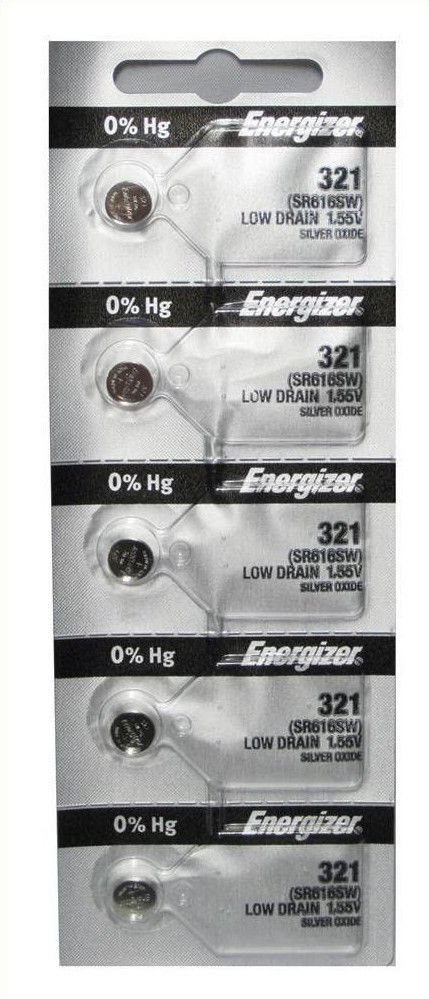 0% Hg Energizer
321
(SR616SW)
LOW DRAIN 1.55V
SILVER OXIDE
0% Hg Energizer
321
(SR616SW)
LOW DRAIN 1.55V
SILVER OXIDE
0% Hg Energizer
321
(SR616SW)
LOW DRAIN 1.55V
SILVER OXIDE
0% Hg Energizer
321
(SR616SW)
LOW DRAIN 1.55V
SILVER OXIDE
0% Hg Energizer
321
(SR616SW)
LOW DRAIN 1.55V
SILVER OXIDE